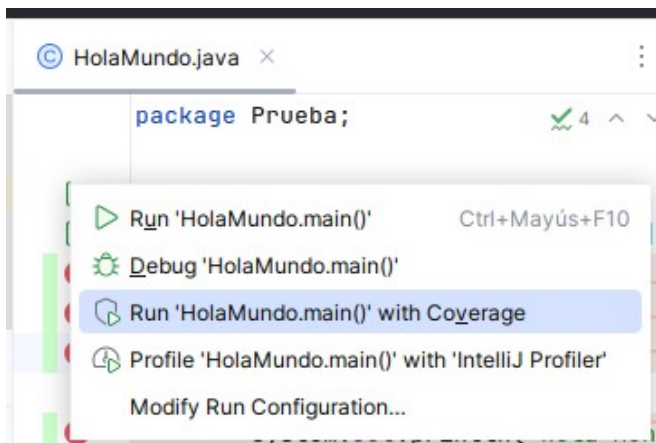 HolaMundo.java
package Prueba;
4
Run 'HolaMundo.main()' Ctrl+Mayús+F10
Debug 'HolaMundo.main()'
Run 'HolaMundo.main()' with Coverage
Profile 'HolaMundo.main()' with 'IntelliJ Profiler'
Modify Run Configuration...